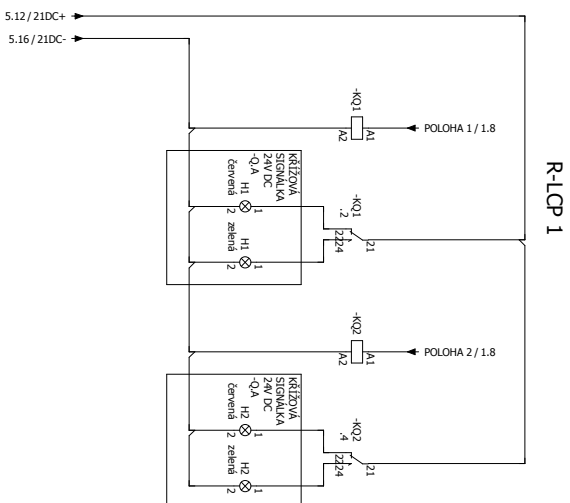 5.12 / 21DC+
5.16 / 21DC-
R-LCP 1
-KQ1
A2
A1
POLOHA 1 / 1.8
KŘÍŽOVÁ
SIGNÁLKA
24V DC
-Q.A
H1
červená
2
1
H1
zelená
2
1
-KQ1
.2
22
24
21
-KQ2
A2
A1
POLOHA 2 / 1.8
KŘÍŽOVÁ
SIGNÁLKA
24V DC
-Q.A
H2
červená
2
1
H2
zelená
2
1
-KQ2
.4
22
24
21